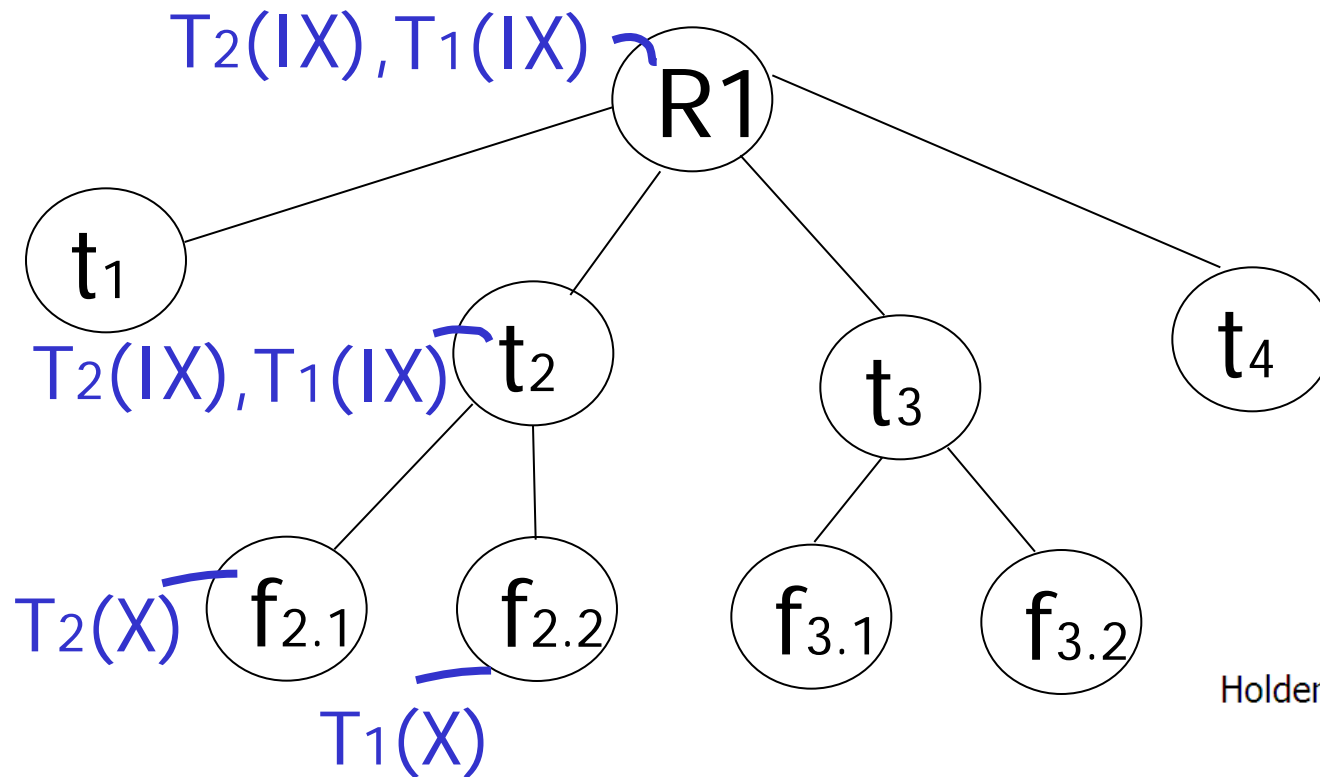 T2(IX),T1(IX)
R1
t1
t2
T2(IX),T1(IX)
t3
t4
f2.1
f2.2
f3.1
f3.2
T2(X)
T1(X)
Holder